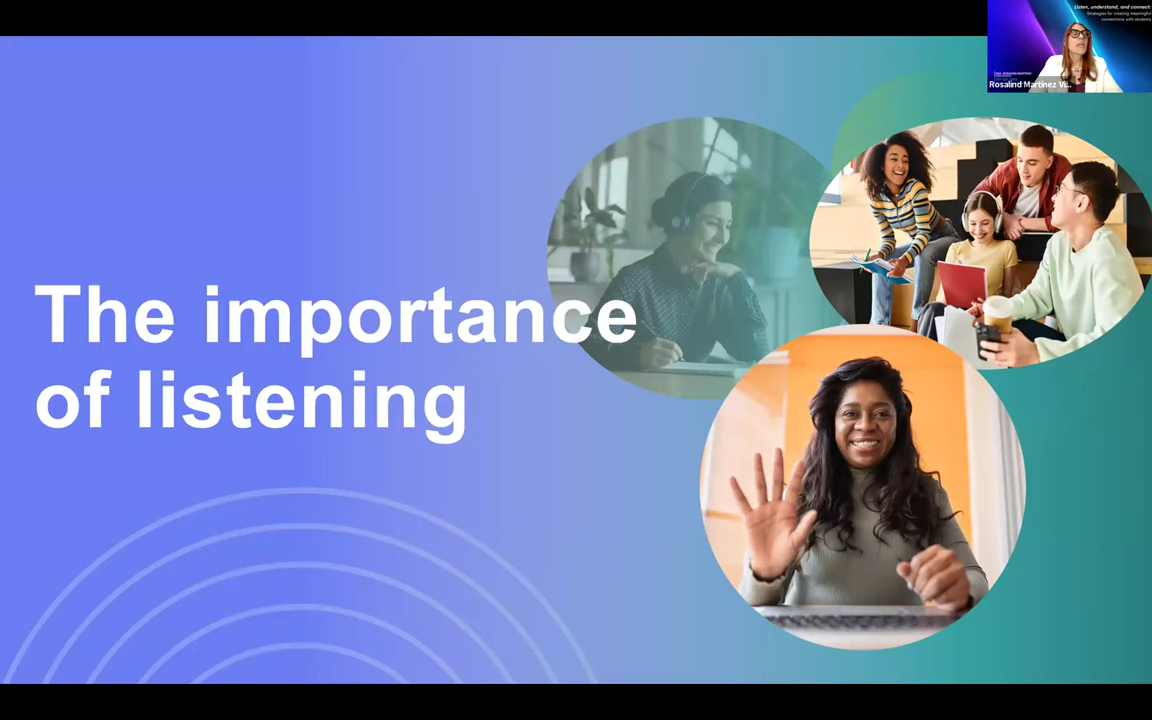 Listen, understand, and connect:
Strategies for creating meaningful
connections with students
Rosalind Martinez Vi...
The importance
of listening